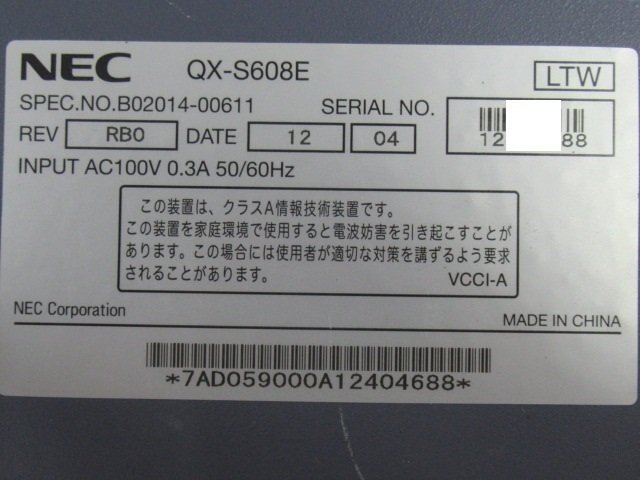 NEC QX-S608E LTW
SPEC.NO.B02014-00611 SERIAL NO.
REV RB0 DATE 12 04 12 88
INPUT AC100V 0.3A 50/60Hz
この装置は、クラスA情報技術装置です。
この装置を家庭環境で使用すると電波妨害を引き起こすことが
あります。この場合には使用者が適切な対策を講ずるよう要求
されることがあります。 VCCI-A
NEC Corporation MADE IN CHINA
*7AD059000A12404688*